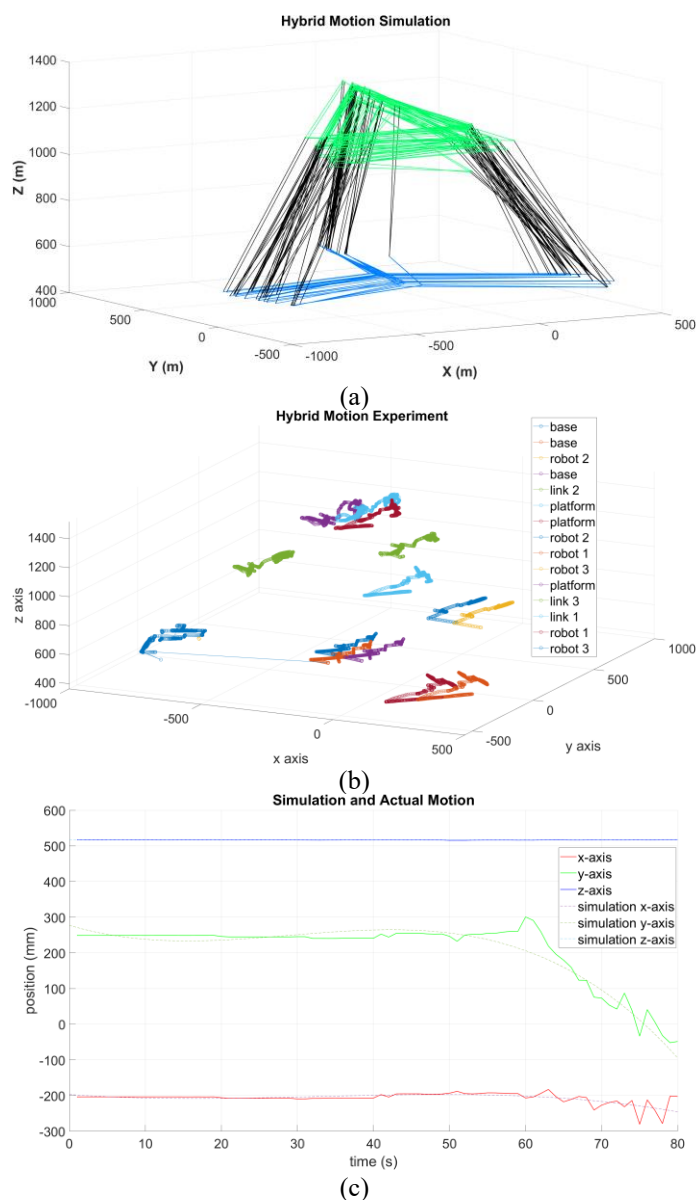 Hybrid Motion Simulation
1400
1200
1000
800
600
400
Z (m)
1000
500
0
-500
Y (m)
-1000
-500
0
500
X (m)
(a)
Hybrid Motion Experiment
base
base
robot 2
base
link 2
platform
platform
robot 2
robot 1
robot 3
platform
link 3
link 1
robot 1
robot 3
1400
1200
1000
800
600
400
z axis
-1000
-500
0
500
x axis
-500
0
500
1000
y axis
(b)
Simulation and Actual Motion
600
500
400
300
200
100
0
-100
-200
-300
position (mm)
x-axis
y-axis
z-axis
simulation x-axis
simulation y-axis
simulation z-axis
0 10 20 30 40 50 60 70 80
time (s)
(c)